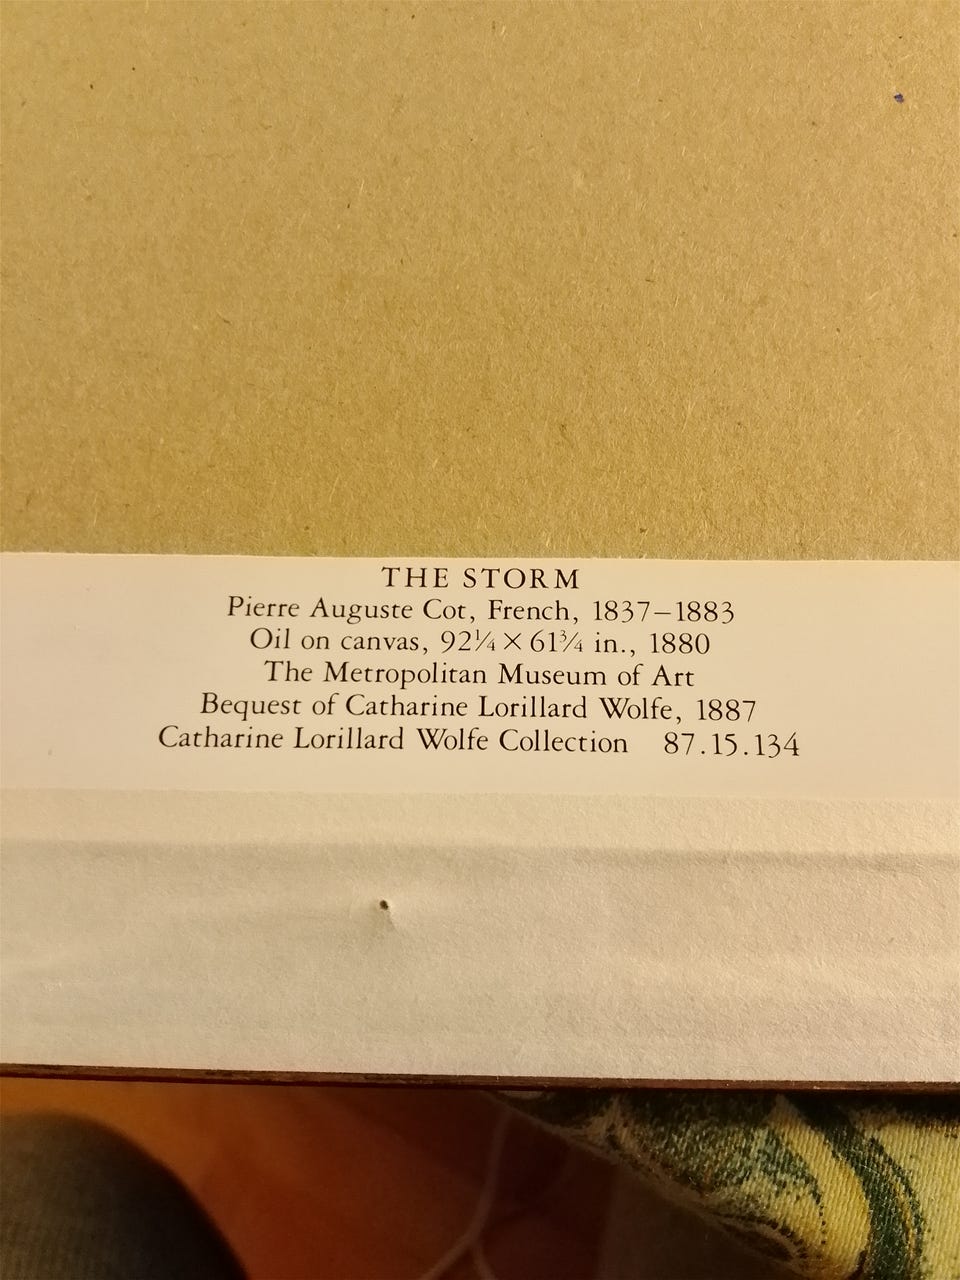 THE STORM
Pierre Auguste Cot, French, 1837–1883
Oil on canvas, 92¼ × 61¾ in., 1880
The Metropolitan Museum of Art
Bequest of Catharine Lorillard Wolfe, 1887
Catharine Lorillard Wolfe Collection 87.15.134